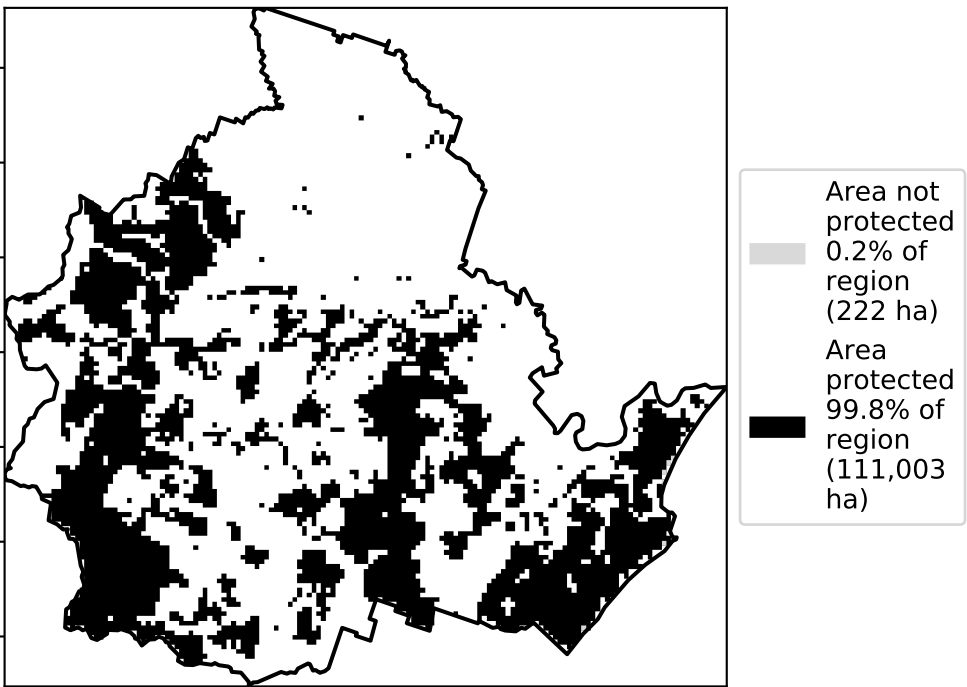 Area not
protected
0.2% of
region
(222 ha)
Area
protected
99.8% of
region
(111,003
ha)